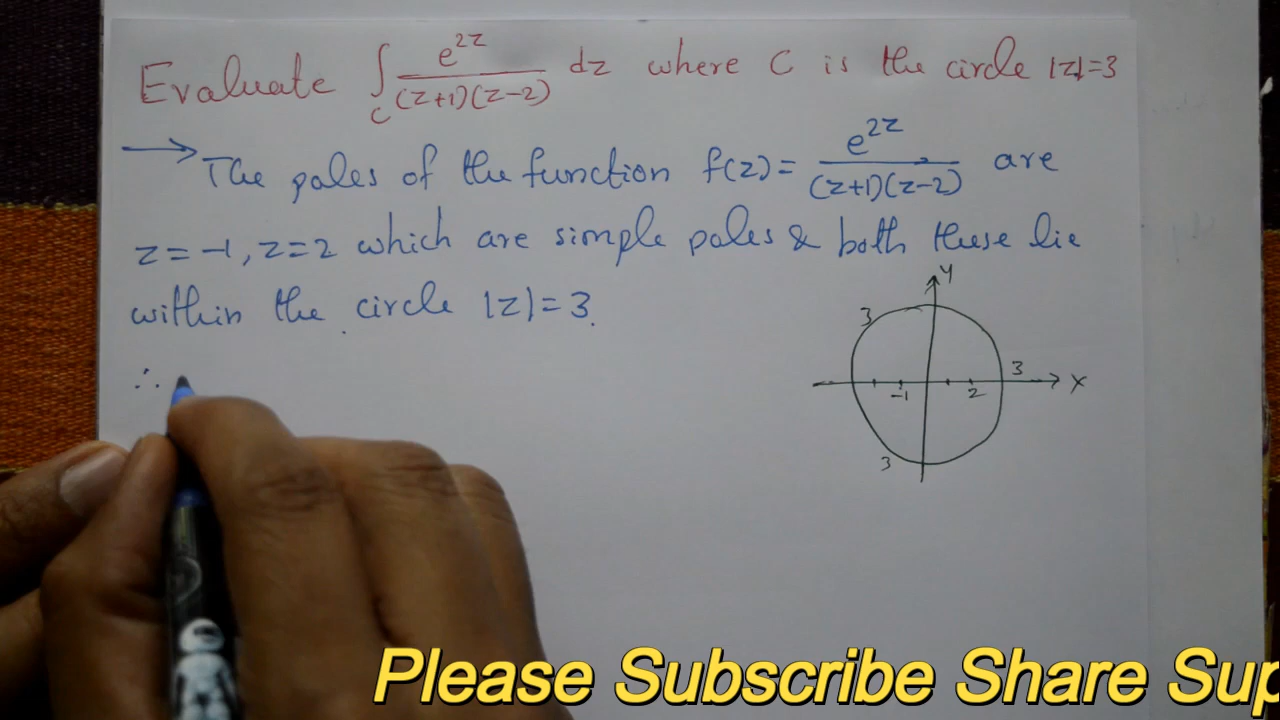 Evaluate ∫_C e^{2z}/((z+1)(z-2)) dz where C is the circle |z|=3
→ The poles of the function f(z) = e^{2z}/((z+1)(z-2)) are
z=-1, z=2 which are simple poles & both these lie
within the circle |z|=3.
∴
Y
3
3
X
-1
2
3
Please Subscribe Share Sup